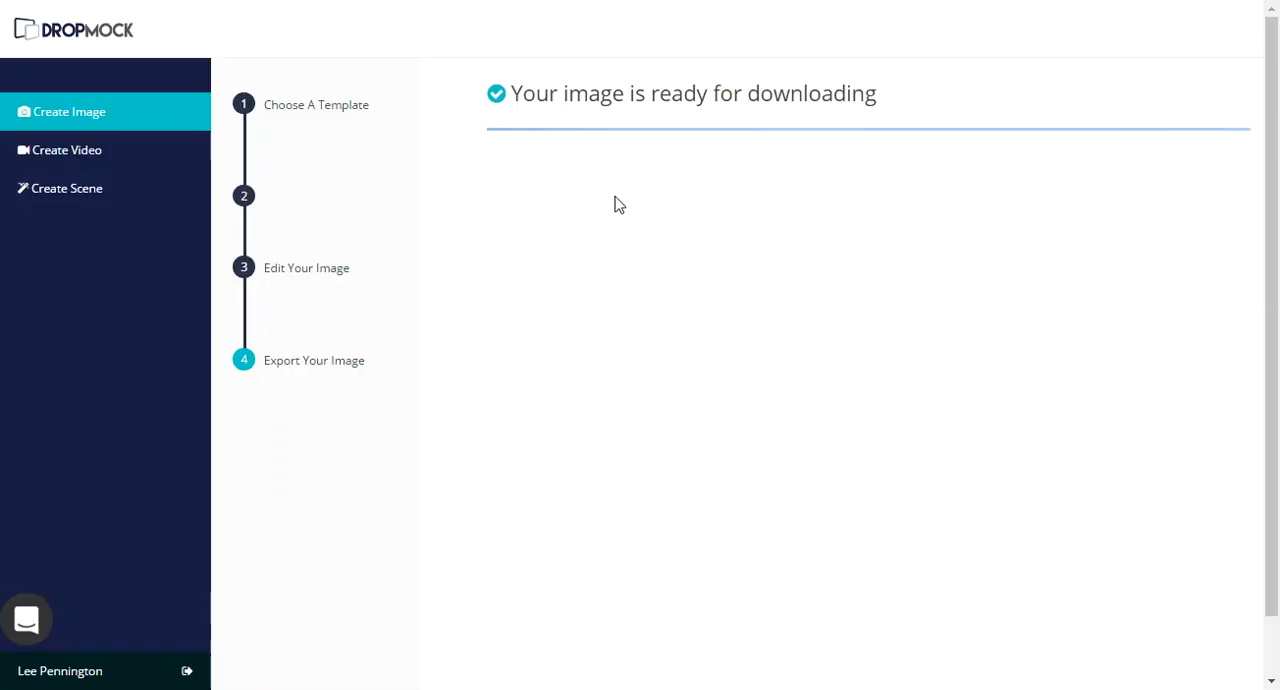 DROPMOCK
Create Image
Create Video
Create Scene
1 Choose A Template
2
3 Edit Your Image
4 Export Your Image
Your image is ready for downloading
Lee Pennington